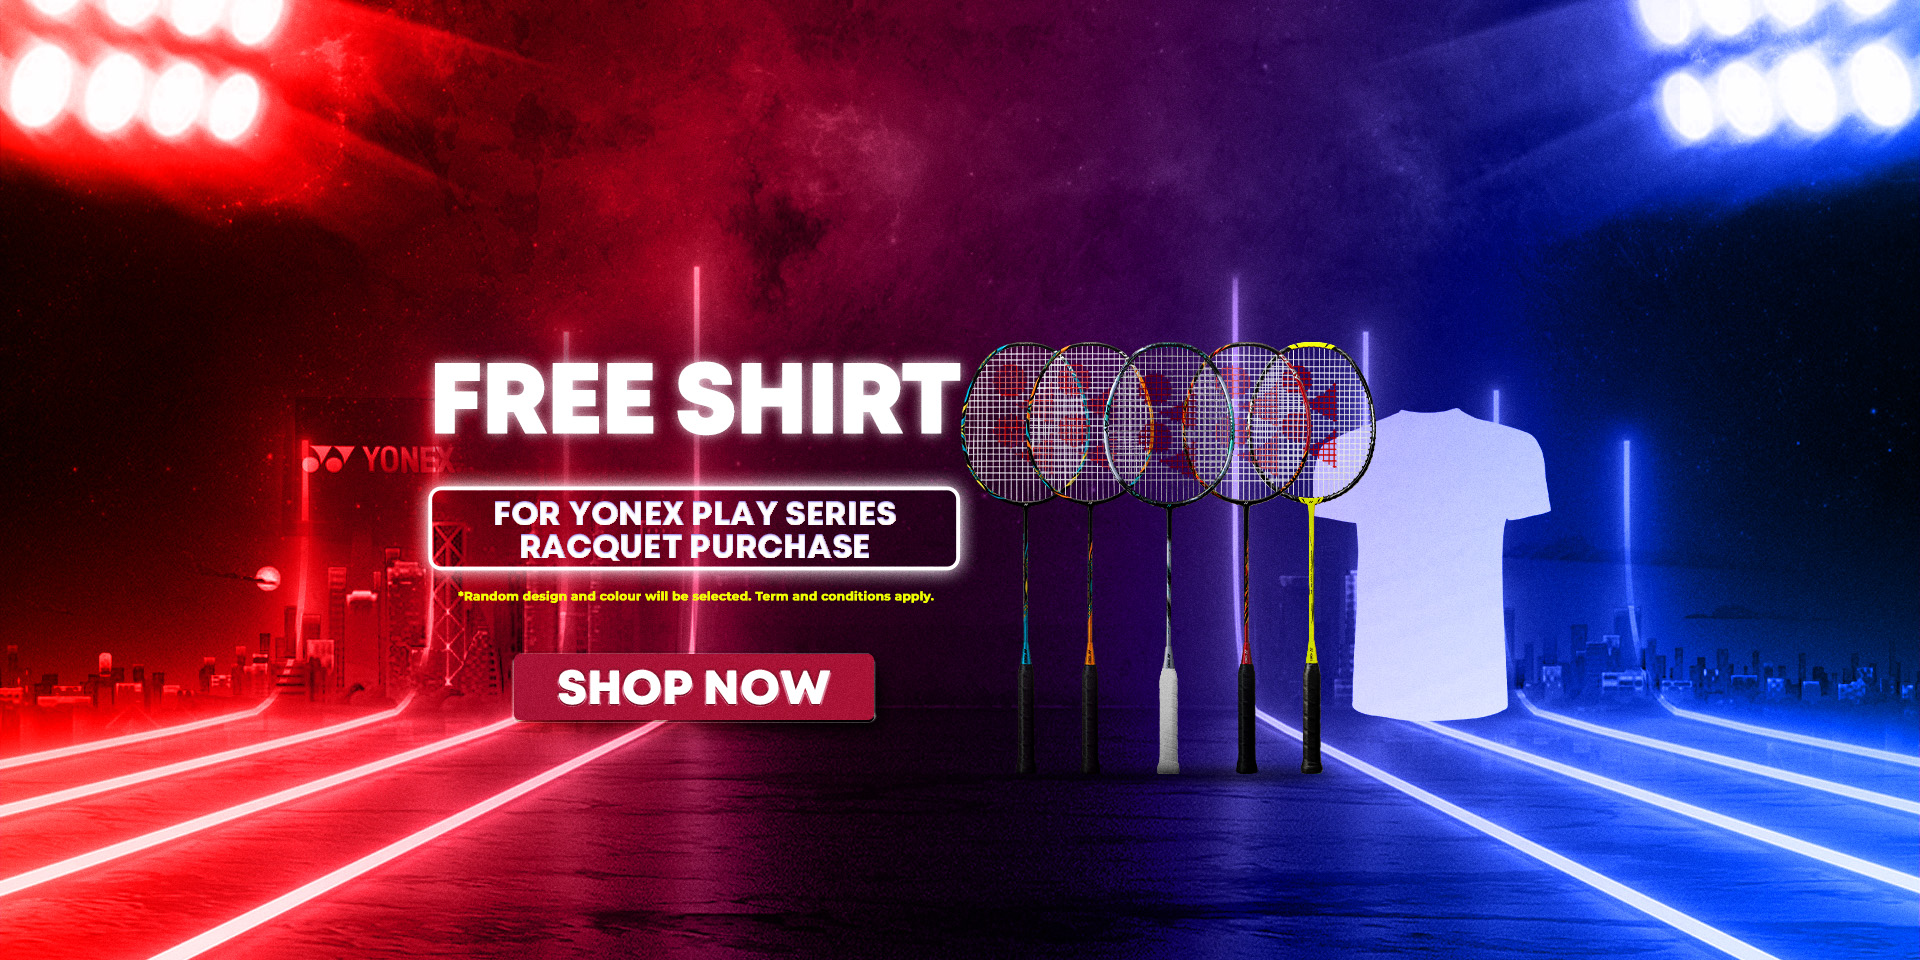 FREE SHIRT
YONEX
FOR YONEX PLAY SERIES
RACQUET PURCHASE
*Random design and colour will be selected. Term and conditions apply.
SHOP NOW